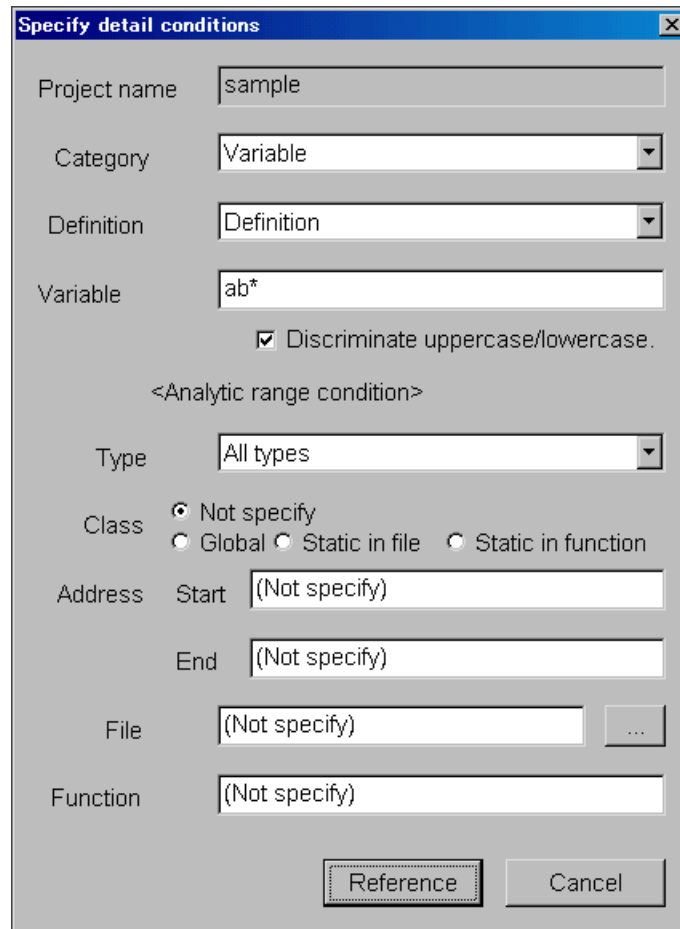 Specify detail conditions
Project name sample
Category Variable
Definition Definition
Variable ab*
Discriminate uppercase/lowercase.
<Analytic range condition>
Type All types
Class Not specify
Global Static in file Static in function
Address Start (Not specify)
End (Not specify)
File (Not specify) ...
Function (Not specify)
Reference Cancel